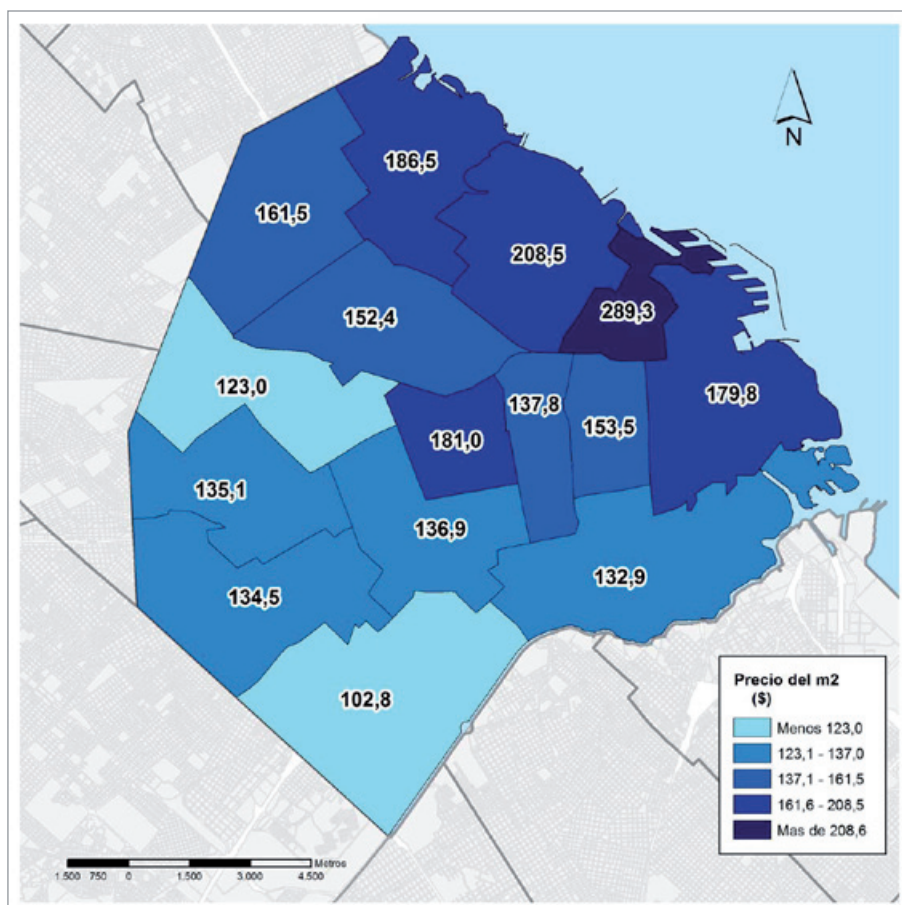 N
186,5
161,5
208,5
289,3
152,4
123,0
137,8
179,8
153,5
181,0
135,1
136,9
132,9
134,5
102,8
Precio del m2
($)
Menos 123,0
123,1 - 137,0
137,1 - 161,5
161,6 - 208,5
Mas de 208,6
Metros
1.500 750 0 1.500 3.000 4.500